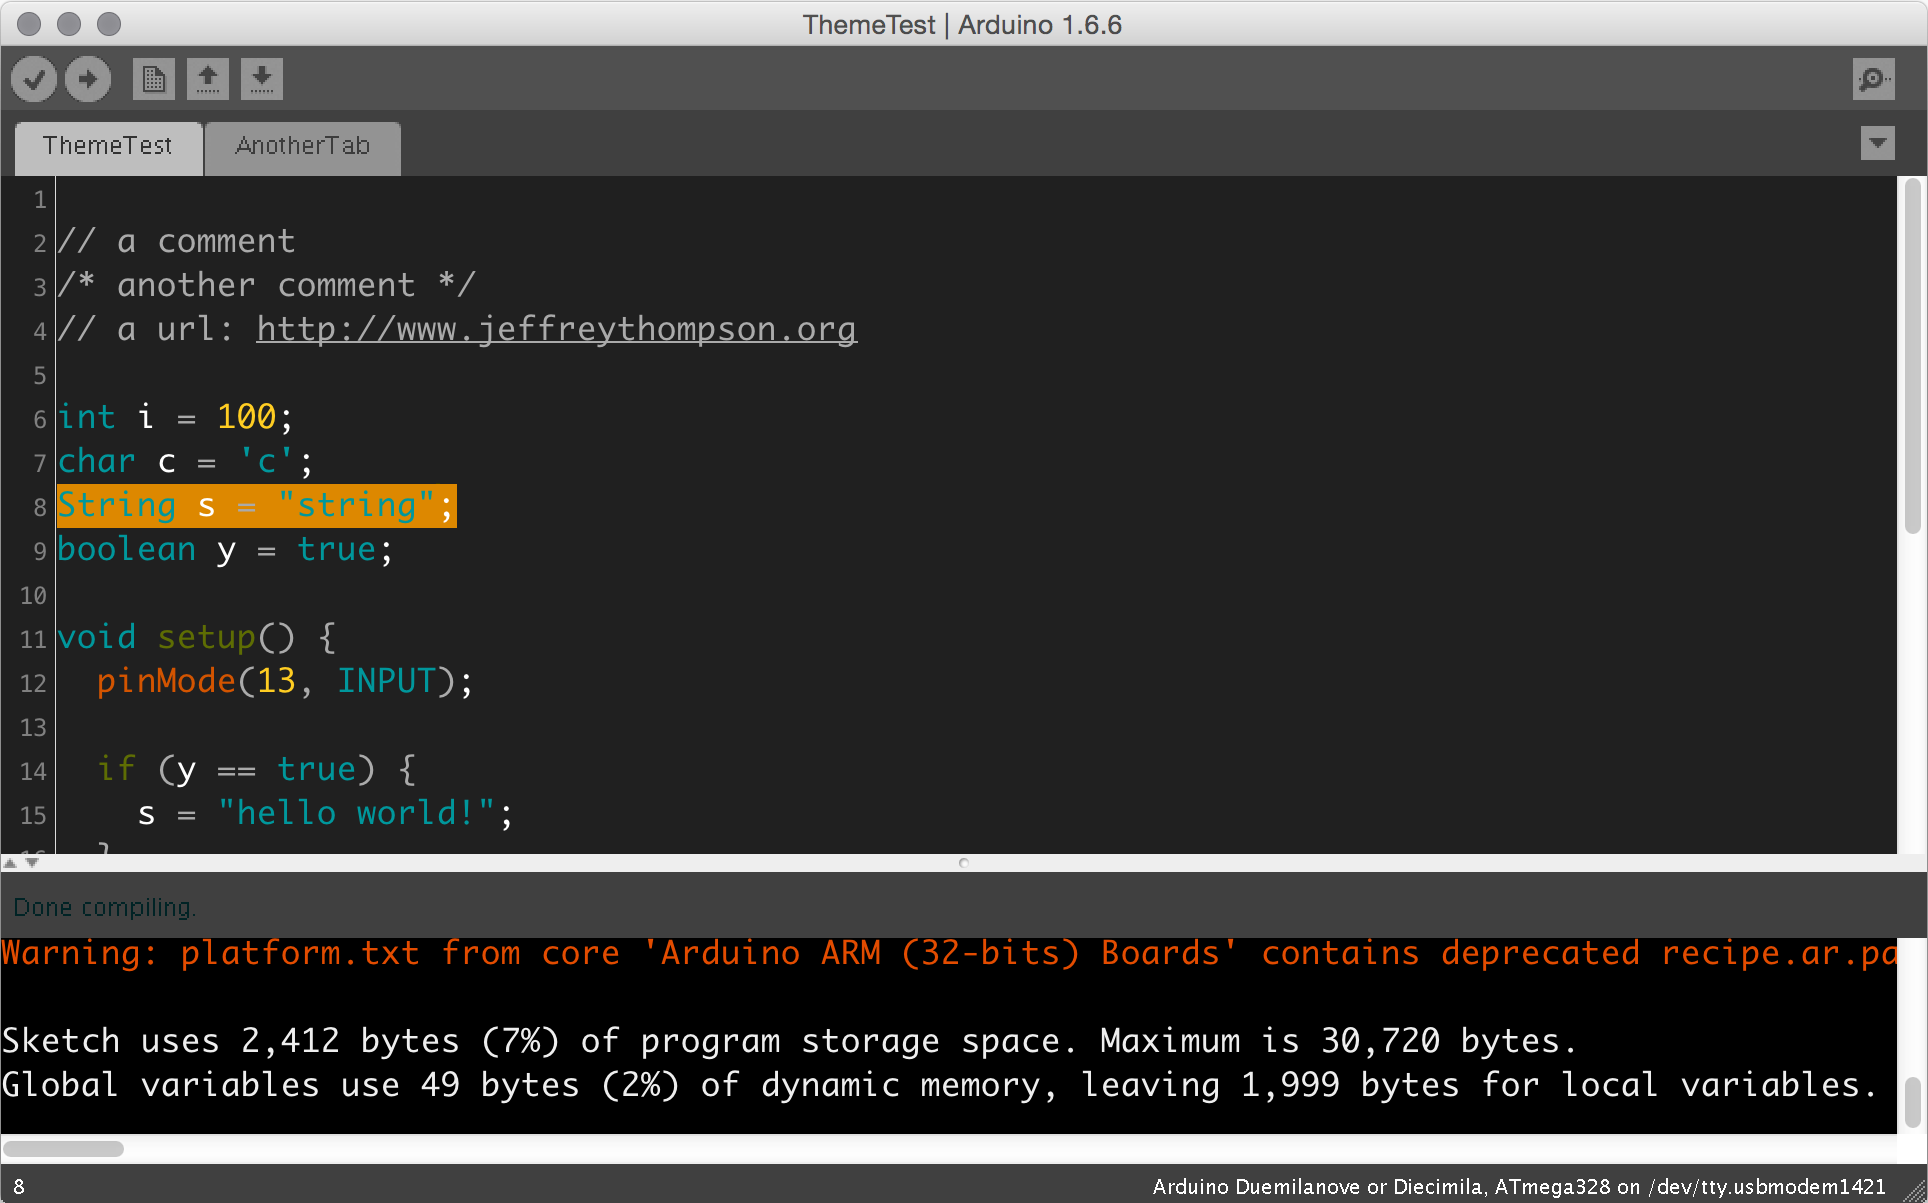 ThemeTest | Arduino 1.6.6
ThemeTest AnotherTab
1
2 // a comment
3 /* another comment */
4 // a url: http://www.jeffreythompson.org
5
6 int i = 100;
7 char c = 'c';
8 String s = "string";
9 boolean y = true;
10
11 void setup() {
12   pinMode(13, INPUT);
13
14   if (y == true) {
15     s = "hello world!";
16   }
Done compiling.
Warning: platform.txt from core 'Arduino ARM (32-bits) Boards' contains deprecated recipe.ar.pa
Sketch uses 2,412 bytes (7%) of program storage space. Maximum is 30,720 bytes.
Global variables use 49 bytes (2%) of dynamic memory, leaving 1,999 bytes for local variables.
8 Arduino Duemilanove or Diecimila, ATmega328 on /dev/tty.usbmodem1421